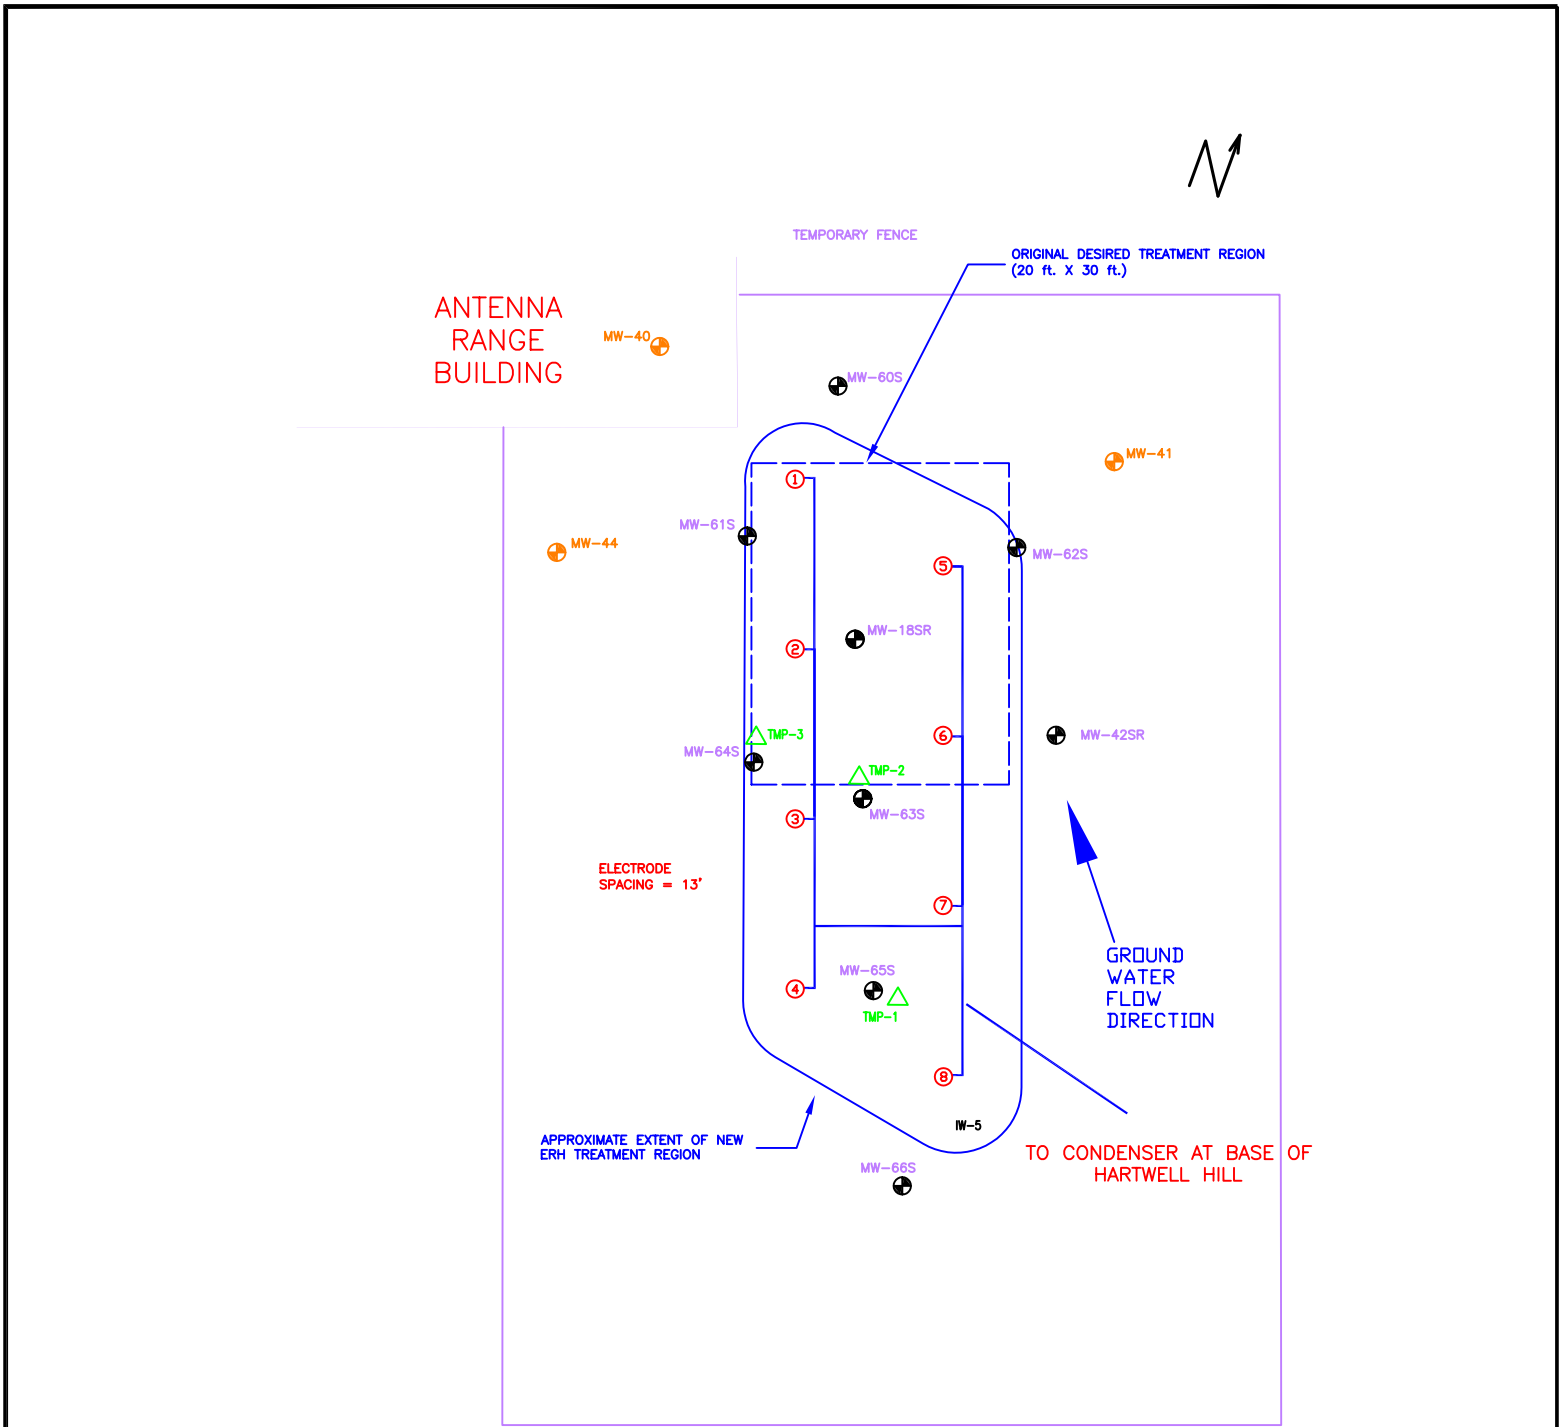 TEMPORARY FENCE
ORIGINAL DESIRED TREATMENT REGION
(20 ft. X 30 ft.)
ANTENNA
RANGE
BUILDING
MW-40
MW-60S
MW-41
1
MW-61S
MW-44
MW-62S
5
MW-18SR
2
TMP-3
6
MW-42SR
MW-64S
TMP-2
MW-63S
3
ELECTRODE
SPACING = 13'
7
GROUND
WATER
FLOW
DIRECTION
MW-65S
4
TMP-1
8
IW-5
APPROXIMATE EXTENT OF NEW
ERH TREATMENT REGION
TO CONDENSER AT BASE OF
HARTWELL HILL
MW-66S